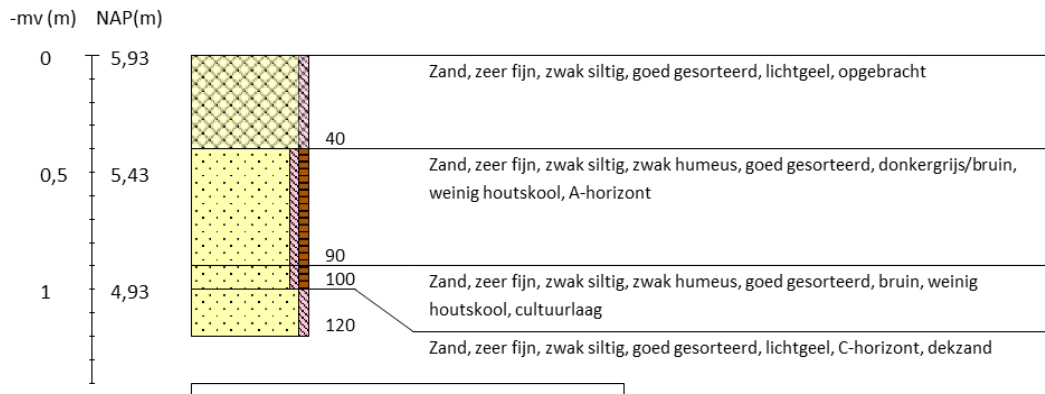 -mv (m) NAP(m)
0 5,93
Zand, zeer fijn, zwak siltig, goed gesorteerd, lichtgeel, opgebracht
40
0,5 5,43
Zand, zeer fijn, zwak siltig, zwak humeus, goed gesorteerd, donkergrijs/bruin,
weinig houtskool, A-horizont
90
100
1 4,93
Zand, zeer fijn, zwak siltig, zwak humeus, goed gesorteerd, bruin, weinig
houtskool, cultuurlaag
120
Zand, zeer fijn, zwak siltig, goed gesorteerd, lichtgeel, C-horizont, dekzand